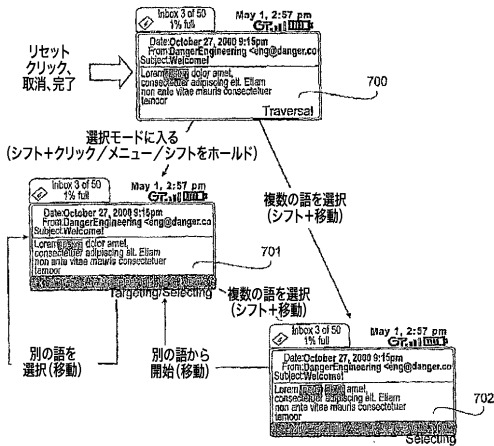 Inbox 3 of 50
1% full
May 1, 2:57 pm
Date:October 27, 2000 9:15pm
From:DangerEngineering <eng@danger.co
Subject:Welcome!
Lorem ipsum dolor amet,
consectetuer adipiscing elt. Etiam
non ante vitae mauris consectetuer
tempor
Traversal
700
リセット
クリック、
取消、完了
選択モードに入る
(シフト+クリック/メニュー/シフトをホールド)
複数の語を選択
(シフト+移動)
Inbox 3 of 50
1% full
May 1, 2:57 pm
Date:October 27, 2000 9:15pm
From:DangerEngineering <eng@danger.co
Subject:Welcome!
Lorem ipsum dolor amet,
consectetuer adipiscing elt. Etiam
non ante vitae mauris consectetuer
tempor
701
Targeting/Selecting
複数の語を選択
(シフト+移動)
別の語を
選択(移動)
別の語から
開始(移動)
Inbox 3 of 50
1% full
May 1, 2:57 pm
Date:October 27, 2000 9:15pm
From:DangerEngineering <eng@danger.co
Subject:Welcome!
Lorem ipsum dolor amet,
consectetuer adipiscing elt. Etiam
non ante vitae mauris consectetuer
tempor
702
Selecting